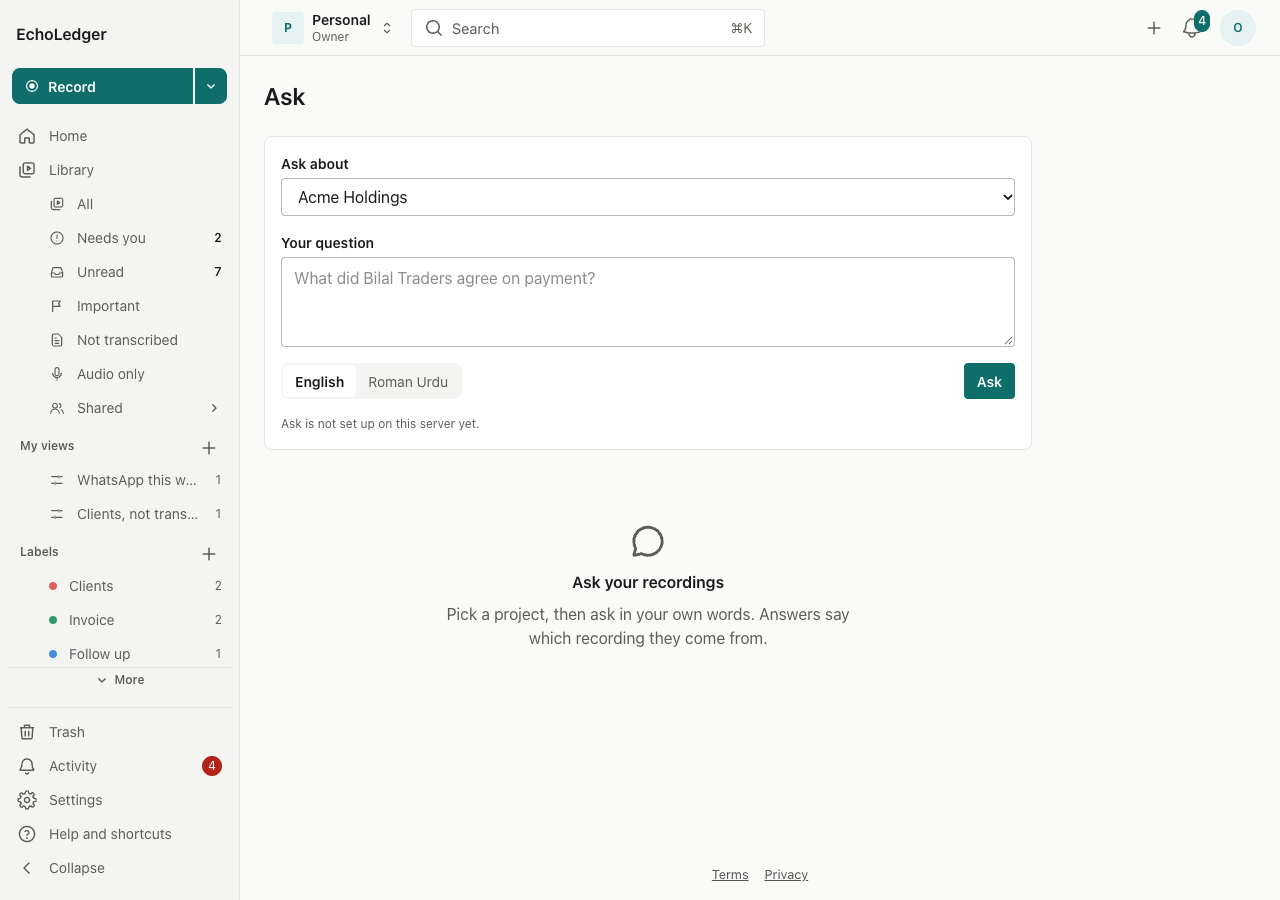 EchoLedger
Record
Home
Library
All
Needs you 2
Unread 7
Important
Not transcribed
Audio only
Shared
My views
WhatsApp this w... 1
Clients, not trans... 1
Labels
Clients 2
Invoice 2
Follow up 1
More
Trash
Activity 4
Settings
Help and shortcuts
Collapse
P Personal
Owner
Search ⌘K
4
O
Ask
Ask about
Acme Holdings
Your question
What did Bilal Traders agree on payment?
English Roman Urdu Ask
Ask is not set up on this server yet.
Ask your recordings
Pick a project, then ask in your own words. Answers say
which recording they come from.
Terms Privacy